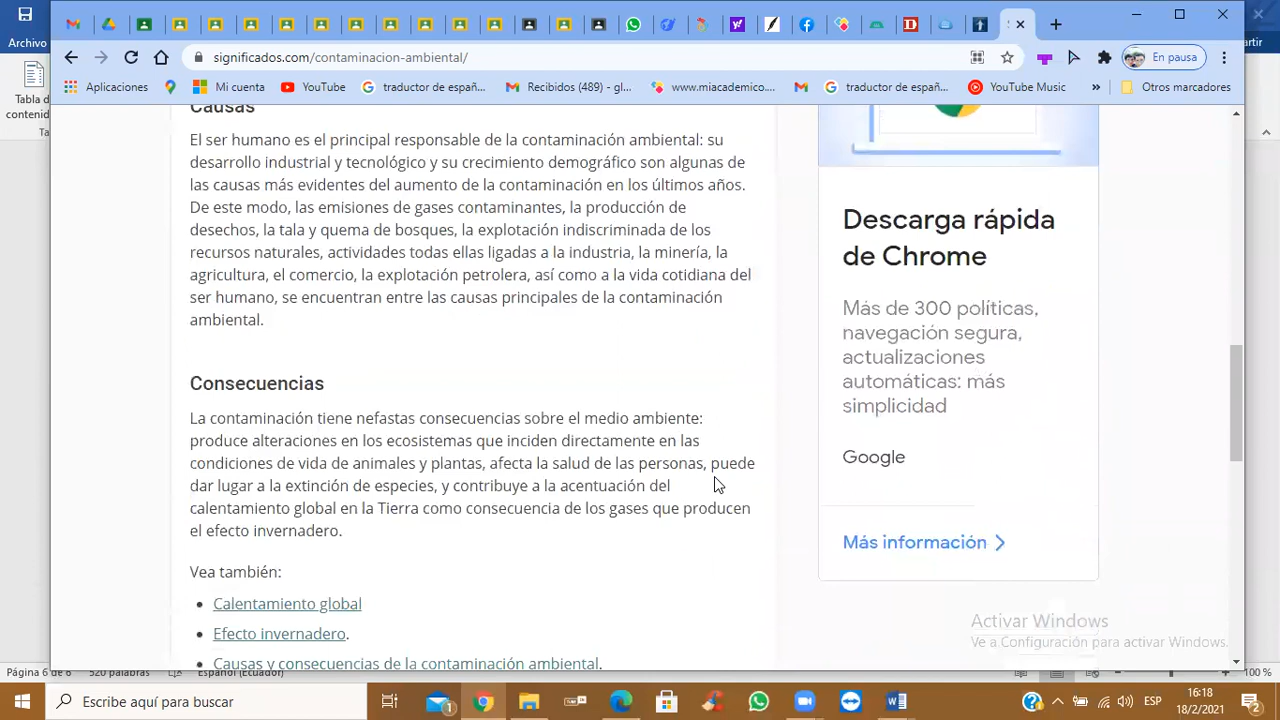 Archivo
Tabla d
conteni
Ta
rtir
significados.com/contaminacion-ambiental/
En pausa
Aplicaciones
Mi cuenta
YouTube
traductor de españ...
Recibidos (489) - gl...
www.miacademico....
traductor de españ...
YouTube Music
»
Otros marcadores
Causas
El ser humano es el principal responsable de la contaminación ambiental: su
desarrollo industrial y tecnológico y su crecimiento demográfico son algunas de
las causas más evidentes del aumento de la contaminación en los últimos años.
De este modo, las emisiones de gases contaminantes, la producción de
desechos, la tala y quema de bosques, la explotación indiscriminada de los
recursos naturales, actividades todas ellas ligadas a la industria, la minería, la
agricultura, el comercio, la explotación petrolera, así como a la vida cotidiana del
ser humano, se encuentran entre las causas principales de la contaminación
ambiental.
Consecuencias
La contaminación tiene nefastas consecuencias sobre el medio ambiente:
produce alteraciones en los ecosistemas que inciden directamente en las
condiciones de vida de animales y plantas, afecta la salud de las personas, puede
dar lugar a la extinción de especies, y contribuye a la acentuación del
calentamiento global en la Tierra como consecuencia de los gases que producen
el efecto invernadero.
Vea también:
• Calentamiento global
• Efecto invernadero.
• Causas y consecuencias de la contaminación ambiental.
Descarga rápida
de Chrome
Más de 300 políticas,
navegación segura,
actualizaciones
automáticas: más
simplicidad
Google
Más información
Activar Windows
Ve a Configuración para activar Windows.
Página 6 de 6
520 palabras
Español (Ecuador)
100 %
Escribe aquí para buscar
1
ESP
16:18
18/2/2021
2